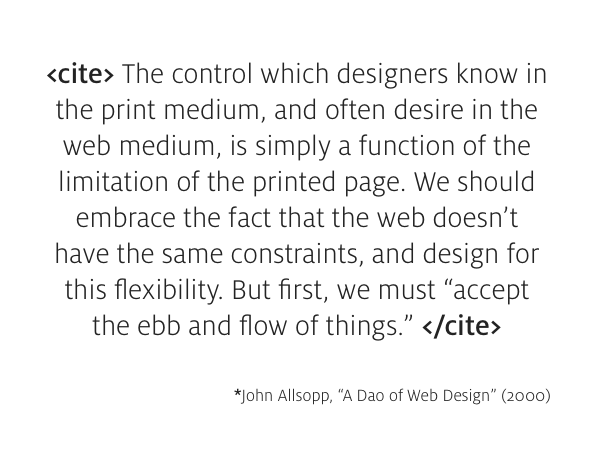 <cite> The control which designers know in
the print medium, and often desire in the
web medium, is simply a function of the
limitation of the printed page. We should
embrace the fact that the web doesn’t
have the same constraints, and design for
this flexibility. But first, we must “accept
the ebb and flow of things.” </cite>
*John Allsopp, “A Dao of Web Design” (2000)